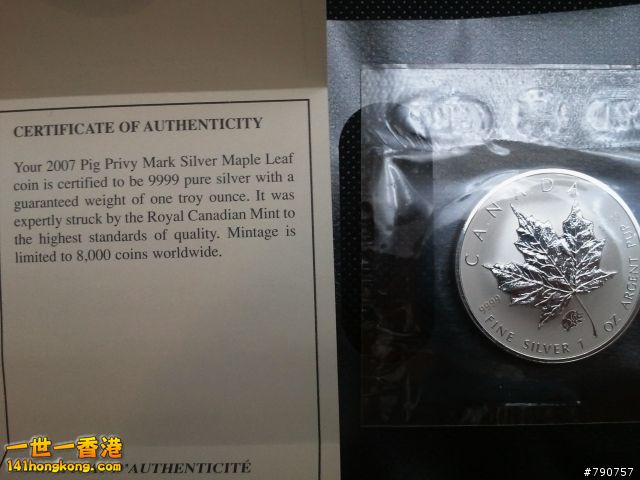 CERTIFICATE OF AUTHENTICITY
Your 2007 Pig Privy Mark Silver Maple Leaf
coin is certified to be 9999 pure silver with a
guaranteed weight of one troy ounce. It was
expertly struck by the Royal Canadian Mint to
the highest standards of quality. Mintage is
limited to 8,000 coins worldwide.
D'AUTHENTICITÉ
CANADA
9999
FINE SILVER 1 OZ ARGENT PUR
一世一香港
141hongkong.com
#790757